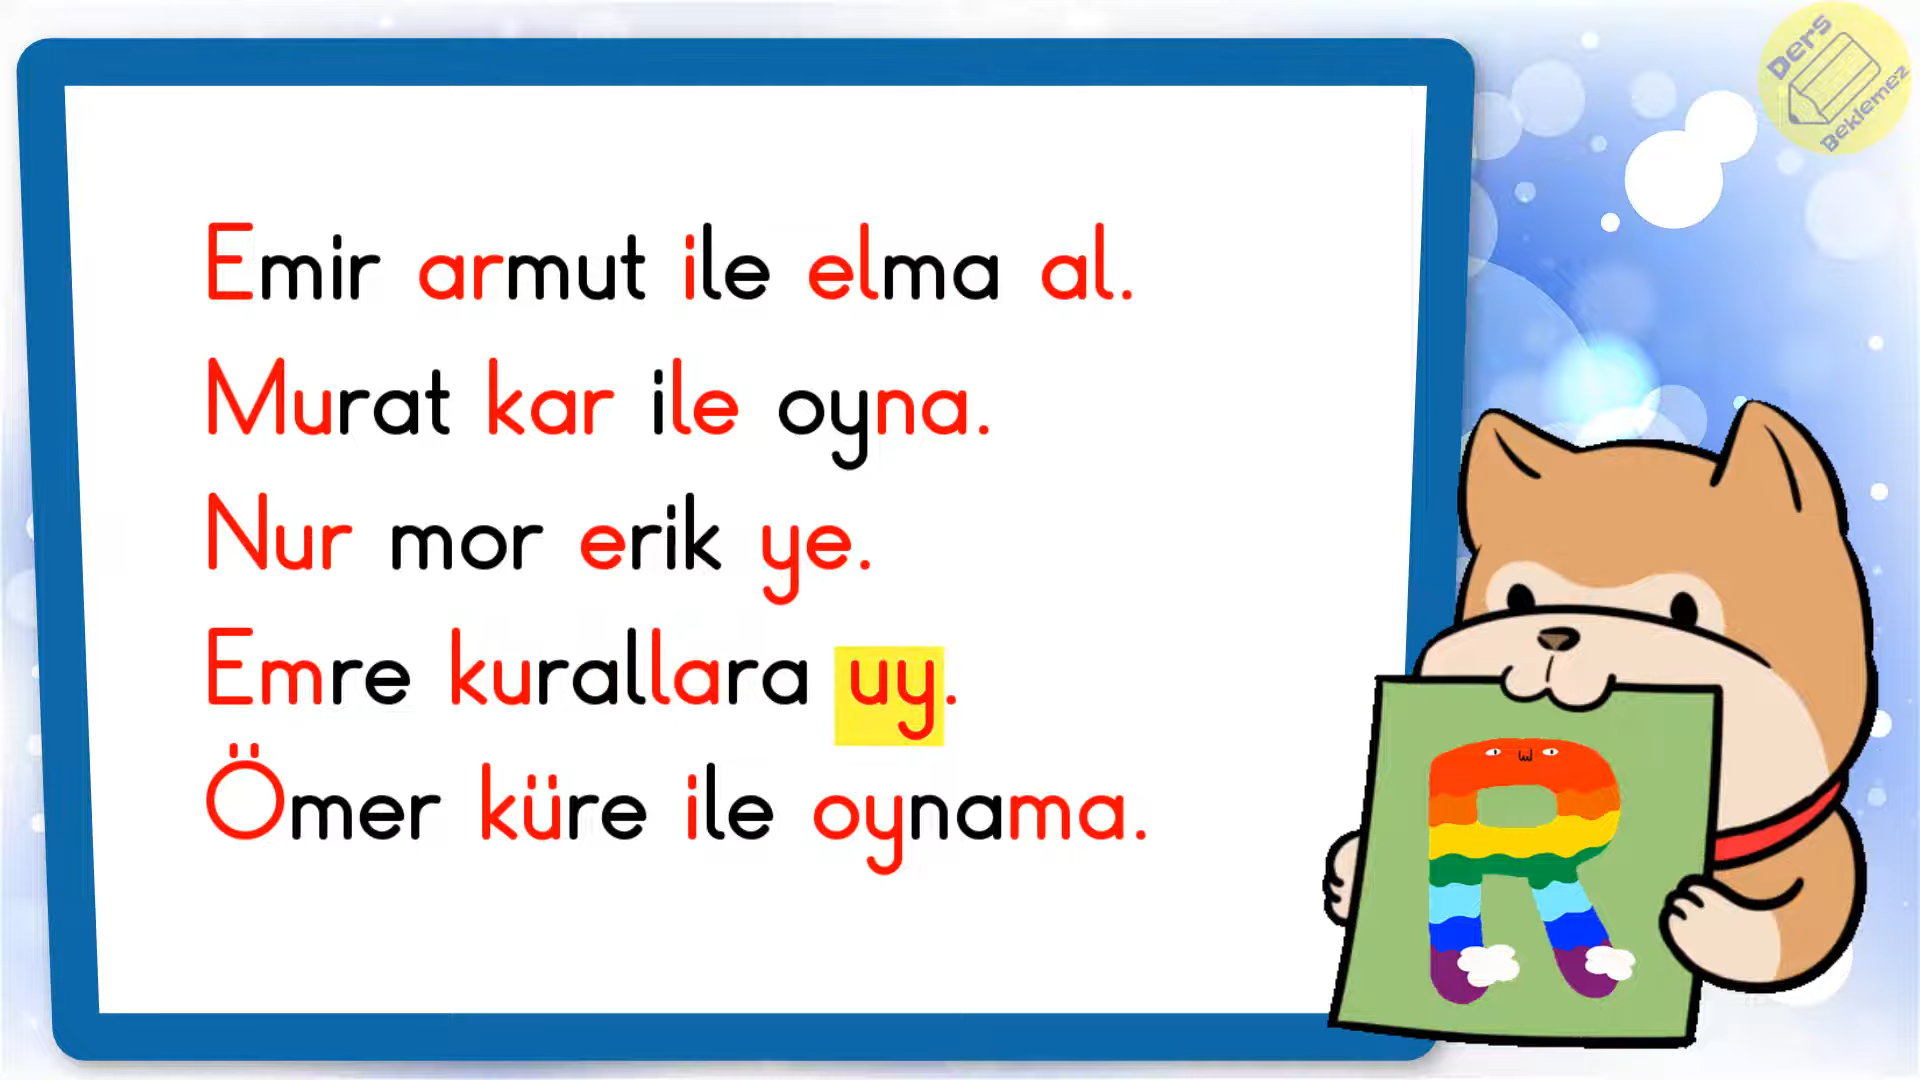 Ders
Beklemez
Emir armut ile elma al.
Murat kar ile oyna.
Nur mor erik ye.
Emre kurallara uy.
Ömer küre ile oynama.
R